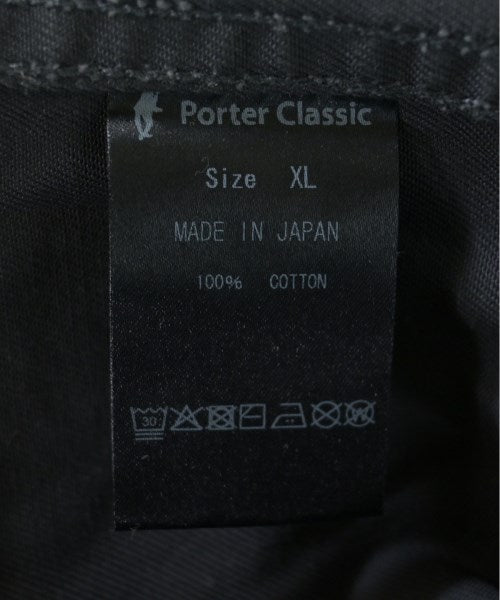 Porter Classic
Size XL
MADE IN JAPAN
100% COTTON
30
W